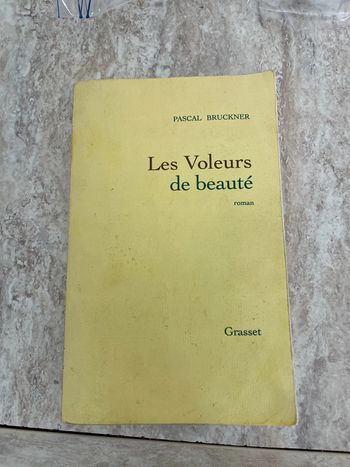 PASCAL BRUCKNER
Les Voleurs
de beauté
roman
Grasset